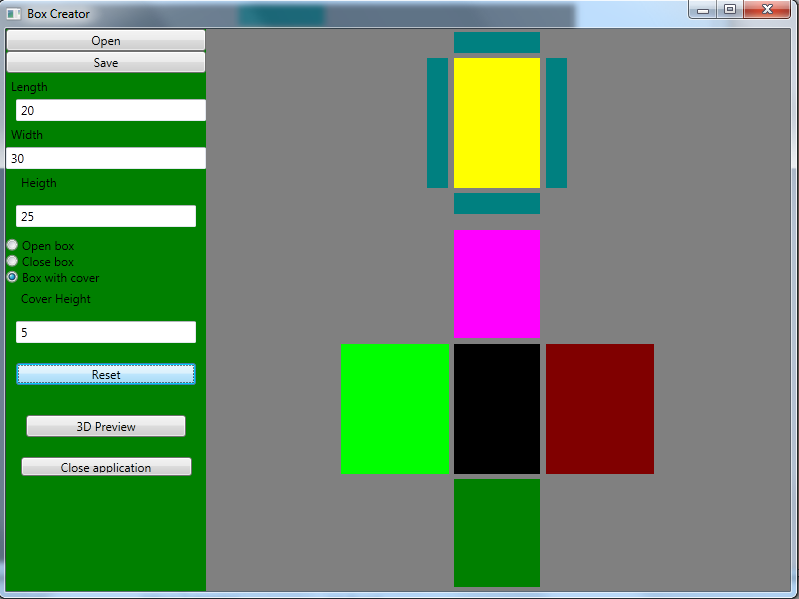 Box Creator
Open
Save
Length
20
Width
30
Heigth
25
Open box
Close box
Box with cover
Cover Height
5
Reset
3D Preview
Close application